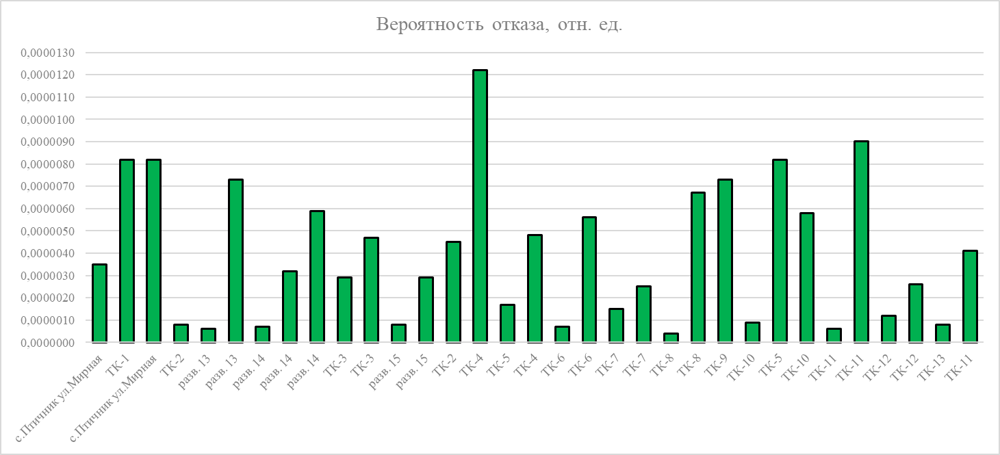 Вероятность отказа, отн. ед.
0,0000130
0,0000120
0,0000110
0,0000100
0,0000090
0,0000080
0,0000070
0,0000060
0,0000050
0,0000040
0,0000030
0,0000020
0,0000010
0,0000000
с.Птичник ул.Мирная
ТК-1
с.Птичник ул.Мирная
ТК-2
разв. 13
разв. 13
разв. 14
разв. 14
разв. 14
ТК-3
ТК-3
разв. 15
разв. 15
ТК-2
ТК-4
ТК-5
ТК-4
ТК-6
ТК-6
ТК-7
ТК-7
ТК-8
ТК-8
ТК-9
ТК-10
ТК-5
ТК-10
ТК-11
ТК-11
ТК-12
ТК-12
ТК-13
ТК-11